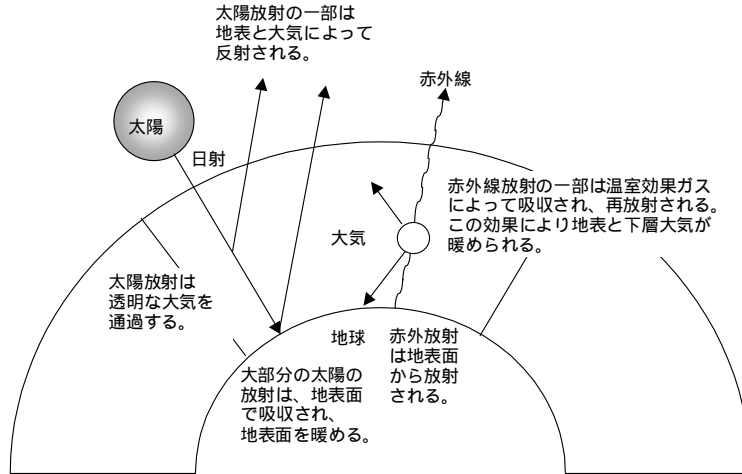 太陽放射の一部は
地表と大気によって
反射される。
赤外線
太陽
日射
赤外線放射の一部は温室効果ガス
によって吸収され、再放射される。
この効果により地表と下層大気が
暖められる。
大気
太陽放射は
透明な大気を
通過する。
地球
赤外放射
は地表面
から放射
される。
大部分の太陽の
放射は、地表面
で吸収され、
地表面を暖める。